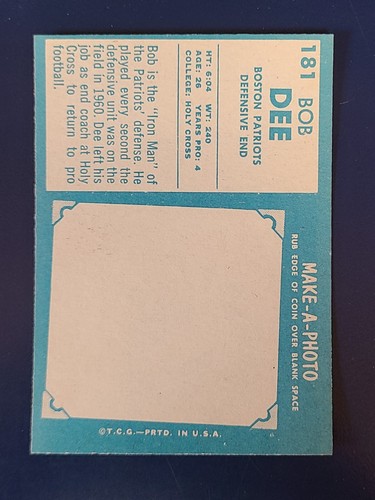 181 BOB
DEE
BOSTON PATRIOTS
DEFENSIVE END
HT: 6:04 WT: 240
AGE: 26 YEARS PRO: 4
COLLEGE: HOLY CROSS
Bob is the "Iron Man" of
the Patriots' defense. He
played every second the
defensive unit was on the
field in 1960. Dee left his
job as end coach at Holy
Cross to return to pro
football.
MAKE-A-PHOTO
RUB EDGE OF COIN OVER BLANK SPACE
©T.C.G.—PRTD. IN U.S.A.